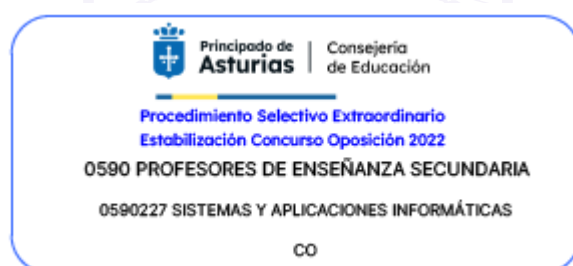 Principado de
Asturias
Consejería
de Educación
Procedimiento Selectivo Extraordinario
Estabilización Concurso Oposición 2022
0590 PROFESORES DE ENSEÑANZA SECUNDARIA
0590227 SISTEMAS Y APLICACIONES INFORMÁTICAS
CO